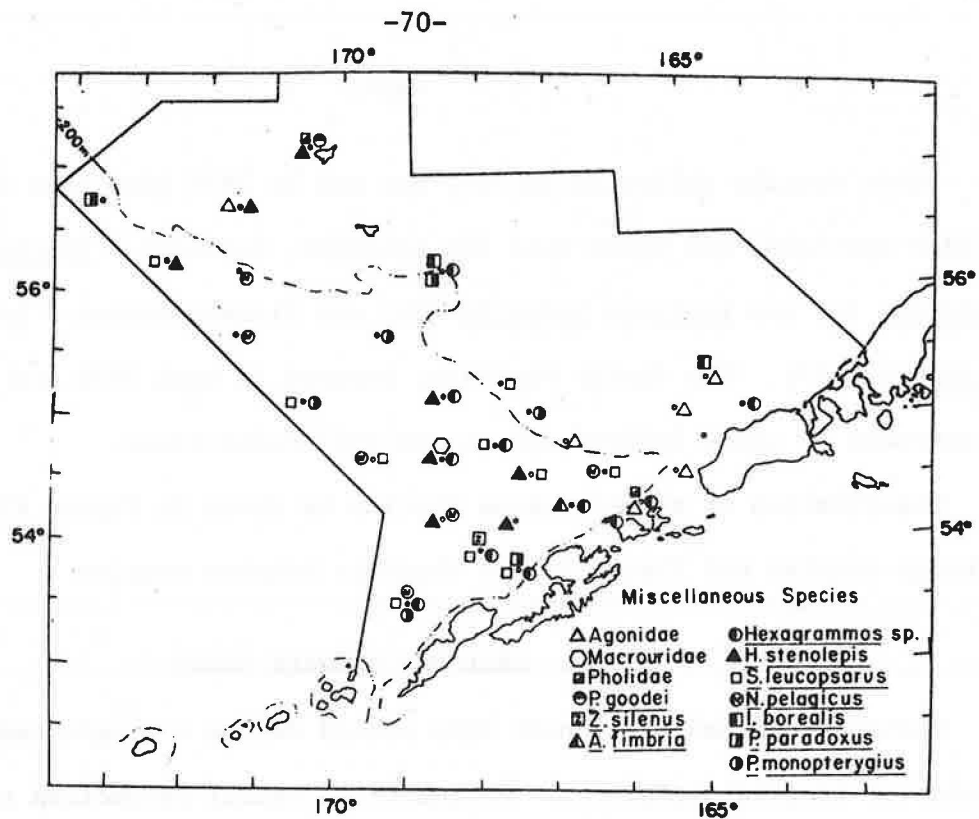 -70-
170°
165°
200m
56°
56°
54°
54°
Miscellaneous Species
△ Agonidae
Macrouridae
Pholidae
P. goodei
Z. silenus
A. fimbria
Hexagrammos sp.
▲ H. stenolepis
□ S. leucopsarus
N. pelagicus
I. borealis
P. paradoxus
P. monopterygius
170°
165°